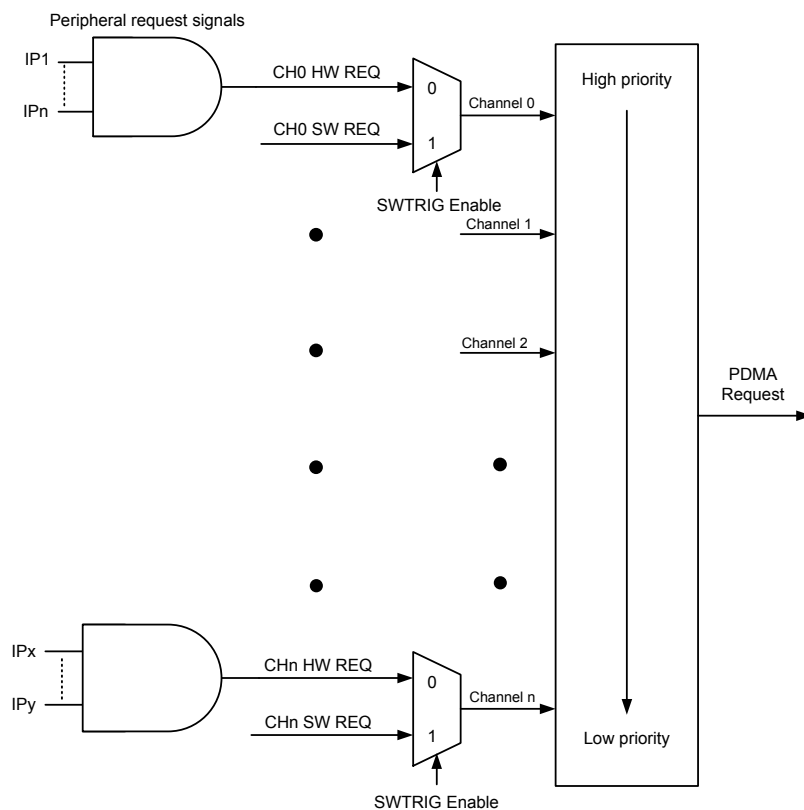 Peripheral request signals
IP1
IPn
CH0 HW REQ
CH0 SW REQ
0
1
Channel 0
SWTRIG Enable
High priority
Channel 1
Channel 2
PDMA
Request
IPx
IPy
CHn HW REQ
CHn SW REQ
0
1
Channel n
SWTRIG Enable
Low priority